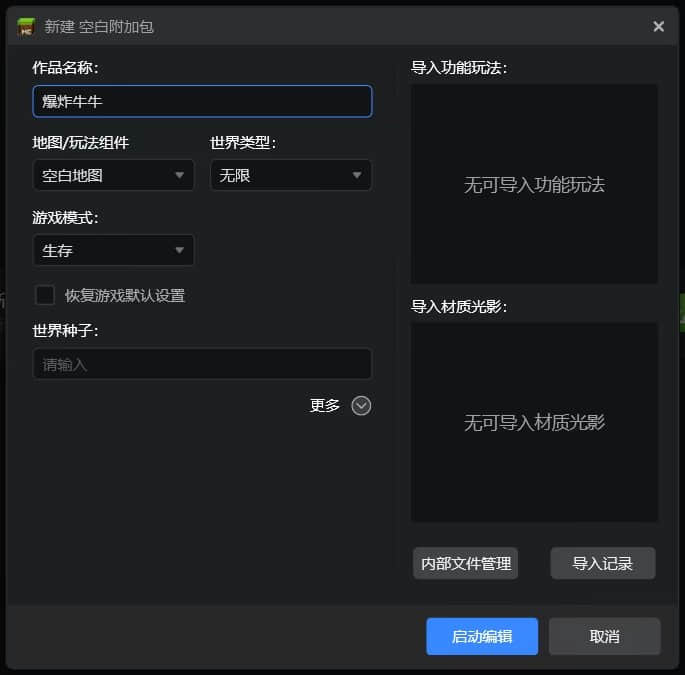 新建 空白附加包
作品名称:
爆炸牛牛
地图/玩法组件
世界类型:
空白地图
无限
游戏模式:
生存
恢复游戏默认设置
世界种子:
请输入
更多
导入功能玩法:
无可导入功能玩法
导入材质光影:
无可导入材质光影
内部文件管理
导入记录
启动编辑
取消